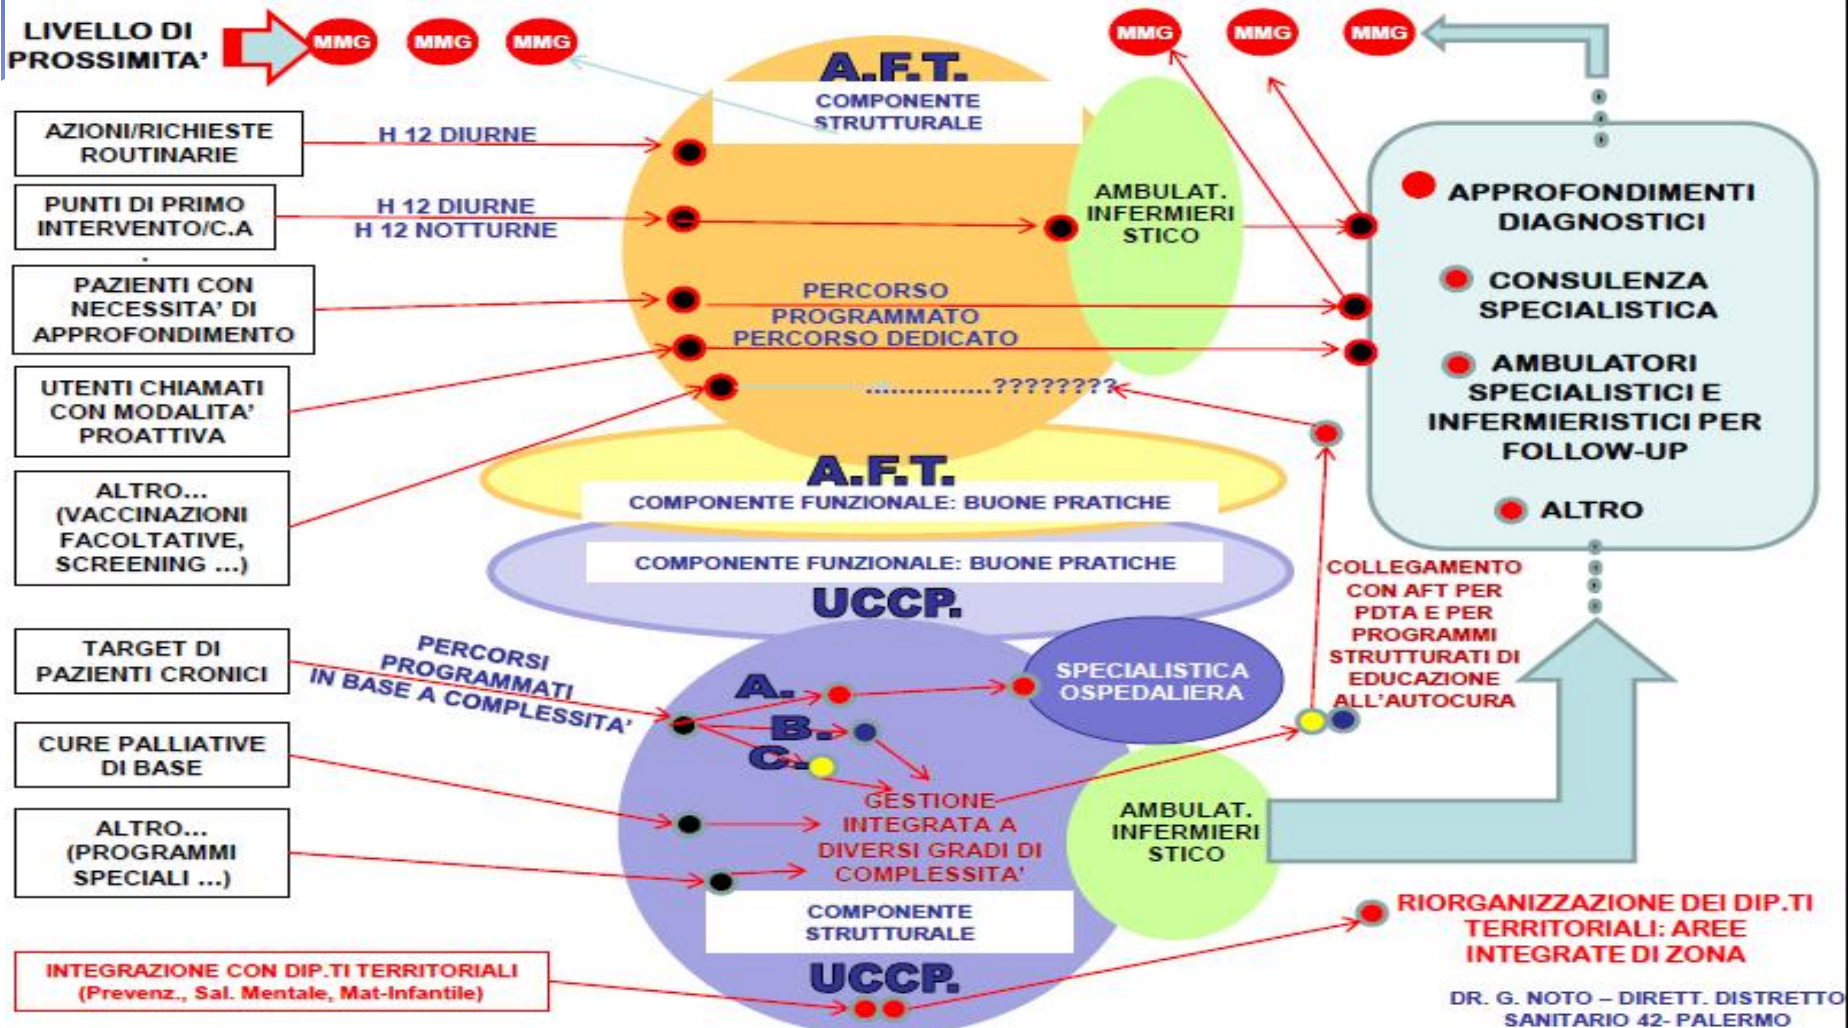 LIVELLO DI
PROSSIMITA'
MMG
MMG
MMG
MMG
MMG
MMG
A.F.T.
COMPONENTE
STRUTTURALE
AZIONI/RICHIESTE
ROUTINARIE
H 12 DIURNE
PUNTI DI PRIMO
INTERVENTO/C.A
.
H 12 DIURNE
H 12 NOTTURNE
AMBULAT.
INFERMIERI
STICO
PAZIENTI CON
NECESSITA' DI
APPROFONDIMENTO
PERCORSO
PROGRAMMATO
PERCORSO DEDICATO
UTENTI CHIAMATI
CON MODALITA'
PROATTIVA
...............????????
ALTRO...
(VACCINAZIONI
FACOLTATIVE,
SCREENING ...)
APPROFONDIMENTI
DIAGNOSTICI
CONSULENZA
SPECIALISTICA
AMBULATORI
SPECIALISTICI E
INFERMIERISTICI PER
FOLLOW-UP
ALTRO
A.F.T.
COMPONENTE FUNZIONALE: BUONE PRATICHE
COMPONENTE FUNZIONALE: BUONE PRATICHE
UCCP.
COLLEGAMENTO
CON AFT PER
PDTA E PER
PROGRAMMI
STRUTTURATI DI
EDUCAZIONE
ALL'AUTOCURA
TARGET DI
PAZIENTI CRONICI
PERCORSI
PROGRAMMATI
IN BASE A COMPLESSITA'
A.
B.
C.
SPECIALISTICA
OSPEDALIERA
CURE PALLIATIVE
DI BASE
GESTIONE
INTEGRATA A
DIVERSI GRADI DI
COMPLESSITA'
AMBULAT.
INFERMIERI
STICO
ALTRO...
(PROGRAMMI
SPECIALI ...)
COMPONENTE
STRUTTURALE
UCCP.
INTEGRAZIONE CON DIP.TI TERRITORIALI
(Prevenz., Sal. Mentale, Mat-Infantile)
RIORGANIZZAZIONE DEI DIP.TI
TERRITORIALI: AREE
INTEGRATE DI ZONA
DR. G. NOTO – DIRETT. DISTRETTO
SANITARIO 42- PALERMO